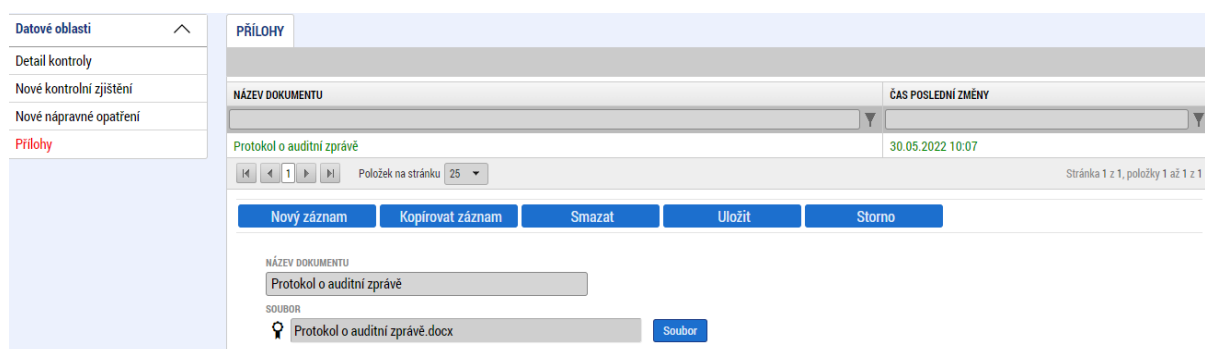 Datové oblasti
Detail kontroly
Nové kontrolní zjištění
Nové nápravné opatření
Přílohy
PŘÍLOHY
NÁZEV DOKUMENTU ČAS POSLEDNÍ ZMĚNY
Protokol o auditní zprávě 30.05.2022 10:07
1 Položek na stránku 25 Stránka 1 z 1, položky 1 až 1 z 1
Nový záznam Kopírovat záznam Smazat Uložit Storno
NÁZEV DOKUMENTU
Protokol o auditní zprávě
SOUBOR
Protokol o auditní zprávě.docx Soubor